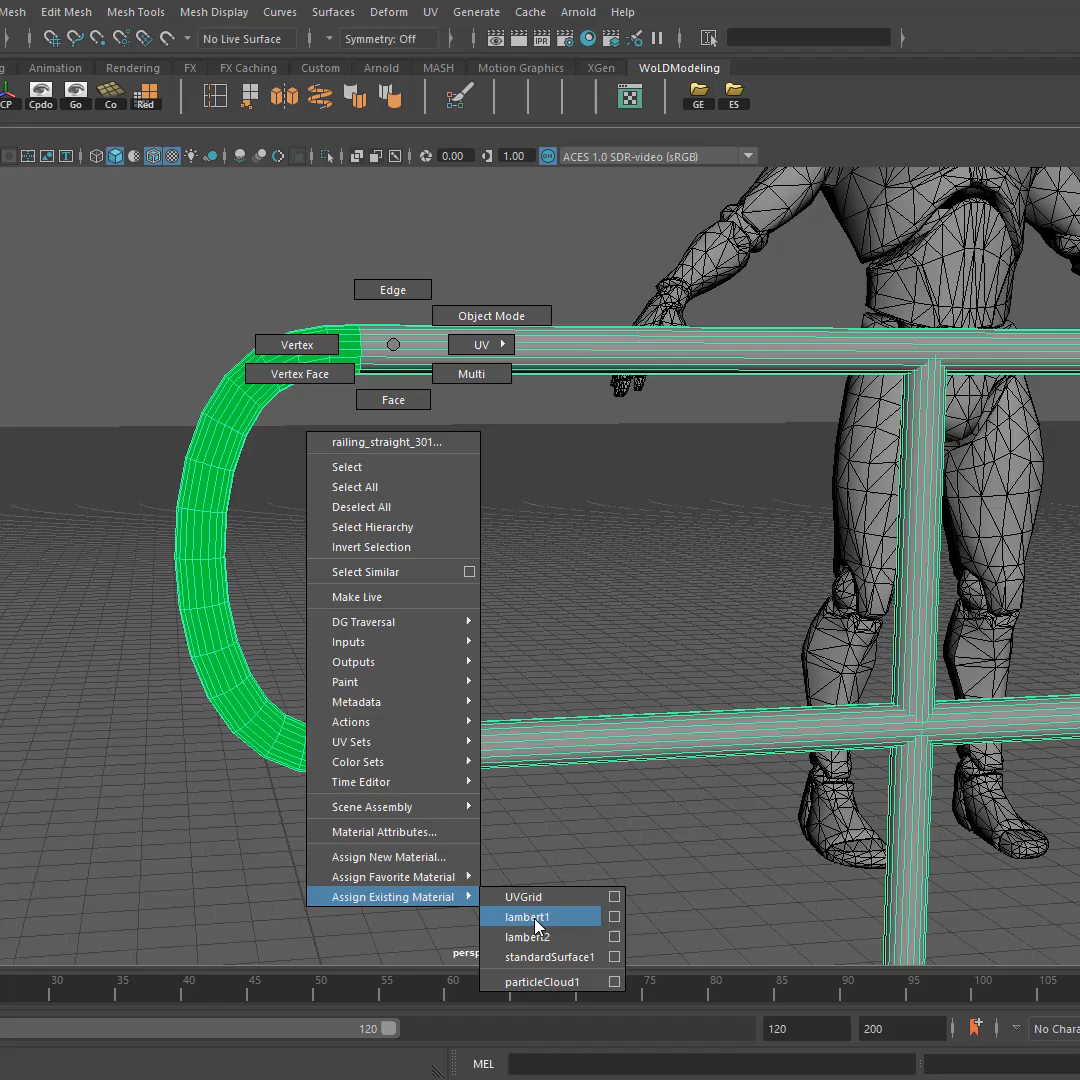 Mesh Edit Mesh Mesh Tools Mesh Display Curves Surfaces Deform UV Generate Cache Arnold Help
No Live Surface Symmetry: Off
Animation Rendering FX FX Caching Custom Arnold MASH Motion Graphics XGen WoLDModeling
CP Cpdo Go Co Red GE ES
IPR
0.00 1.00 ON ACES 1.0 SDR-video (sRGB)
Edge
Object Mode
Vertex UV
Vertex Face Multi
Face
railing_straight_301...
Select
Select All
Deselect All
Select Hierarchy
Invert Selection
Select Similar
Make Live
DG Traversal
Inputs
Outputs
Paint
Metadata
Actions
UV Sets
Color Sets
Time Editor
Scene Assembly
Material Attributes...
Assign New Material...
Assign Favorite Material
Assign Existing Material
UVGrid
lambert1
lambert2
standardSurface1
particleCloud1
persp
30 35 40 45 50 55 60 75 80 85 90 95 100 105
120 120 200 No Chara
MEL